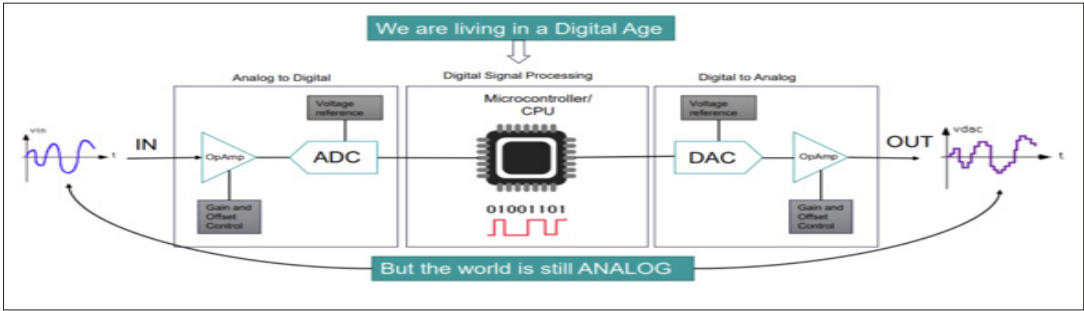 We are living in a Digital Age
Analog to Digital
Digital Signal Processing
Digital to Analog
Voltage
reference
Microcontroller/
CPU
Voltage
reference
vin
t
IN
OpAmp
ADC
DAC
OpAmp
OUT
vdac
t
Gain and
Offset
Control
01001101
Gain and
Offset
Control
But the world is still ANALOG